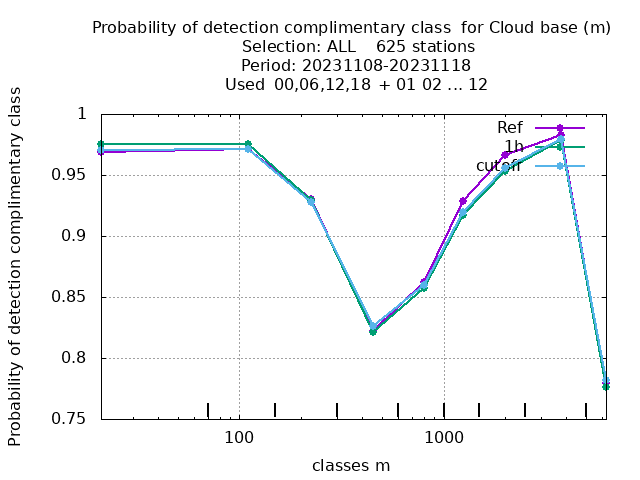 Probability of detection complimentary class  for Cloud base (m)
Selection: ALL    625 stations
Period: 20231108-20231118
Used  00,06,12,18 + 01 02 ... 12
Probability of detection complimentary class
1
0.95
0.9
0.85
0.8
0.75
Ref
1h
cutoff
100
1000
classes m